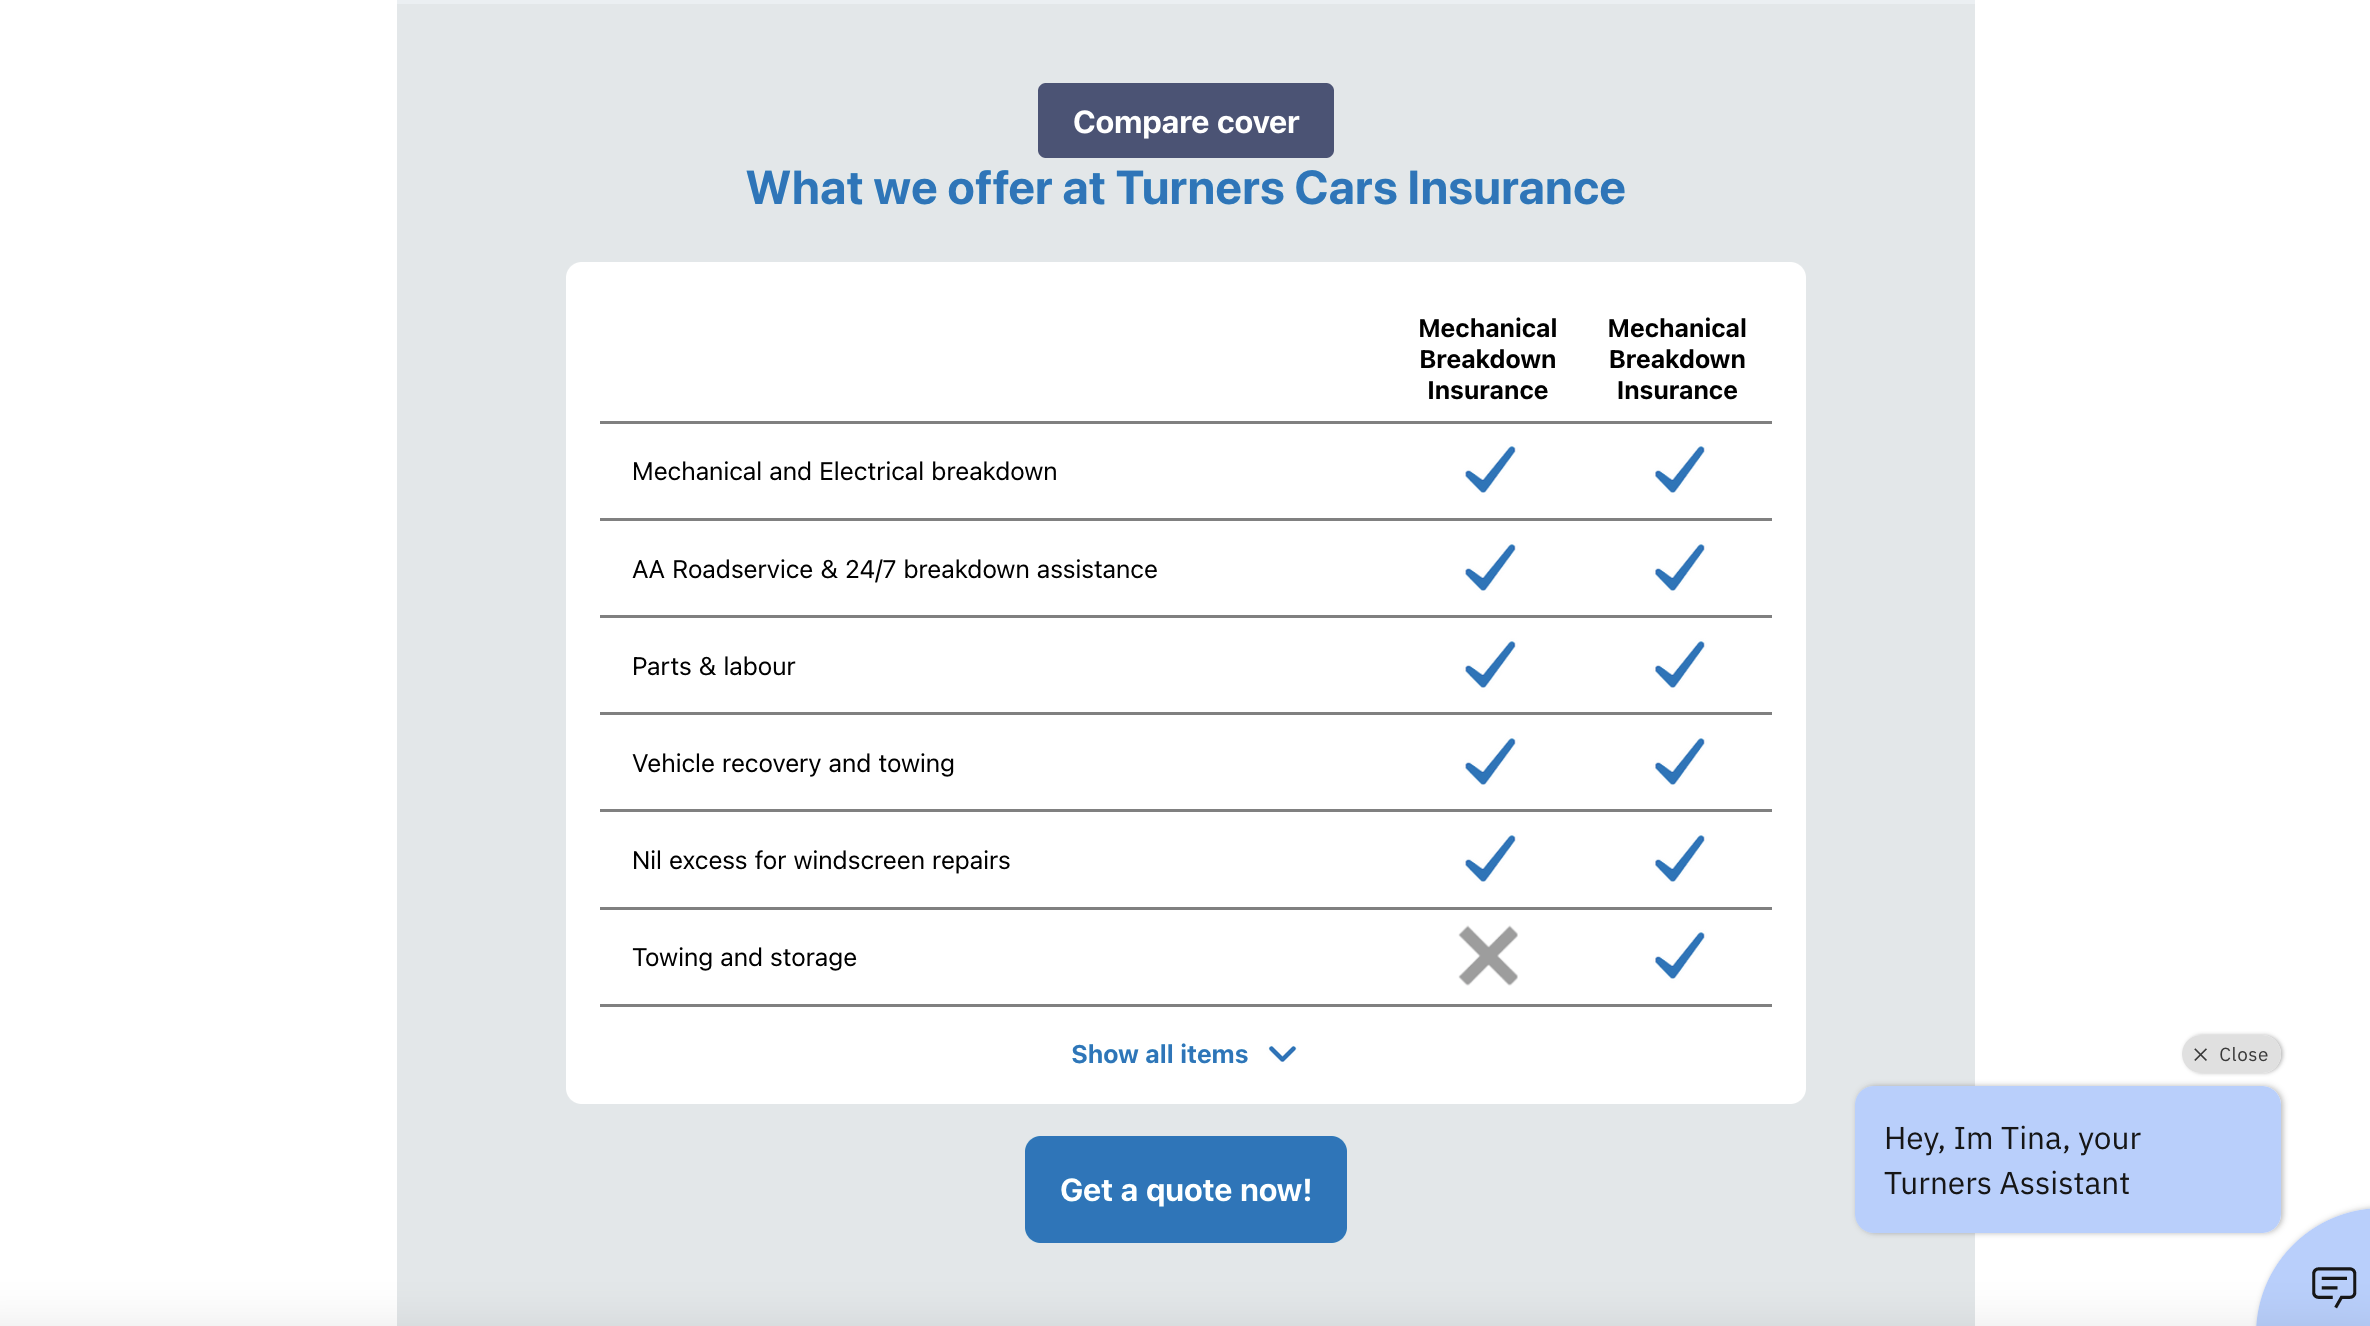 Compare cover
What we offer at Turners Cars Insurance
Mechanical Breakdown Insurance
Mechanical Breakdown Insurance
Mechanical and Electrical breakdown
AA Roadservice & 24/7 breakdown assistance
Parts & labour
Vehicle recovery and towing
Nil excess for windscreen repairs
Towing and storage
Show all items
Close
Hey, Im Tina, your
Turners Assistant
Get a quote now!